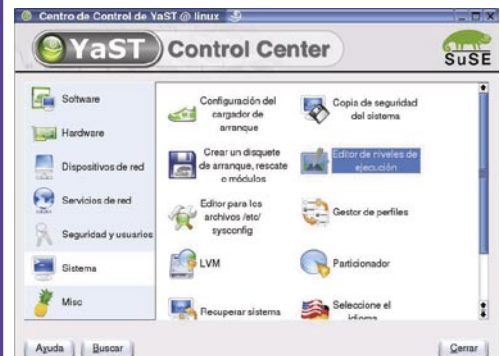 Centro de Control de YaST @ linux
YaST Control Center
SuSE
Software
Hardware
Dispositivos de red
Servicios de red
Seguridad y usuarios
Sistema
Misc
Configuración del
cargador de
arranque
Copia de seguridad
del sistema
Crear un disquete
de arranque, rescate
o módulos
Editor de niveles de
ejecución
Editor para los
archivos /etc/
sysconfig
Gestor de perfiles
LVM
Particionador
Recuperar sistema
Seleccione el
idioma
Ayuda
Buscar
Cerrar